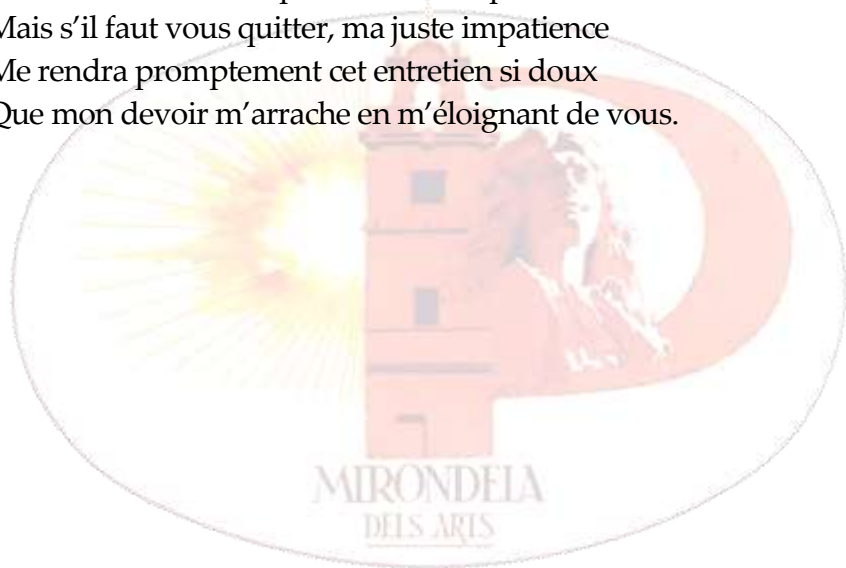 Mais s’il faut vous quitter, ma juste impatience
Me rendra promptement cet entretien si doux
Que mon devoir m’arrache en m’éloignant de vous.
MIRONDELA
DELS ARTS